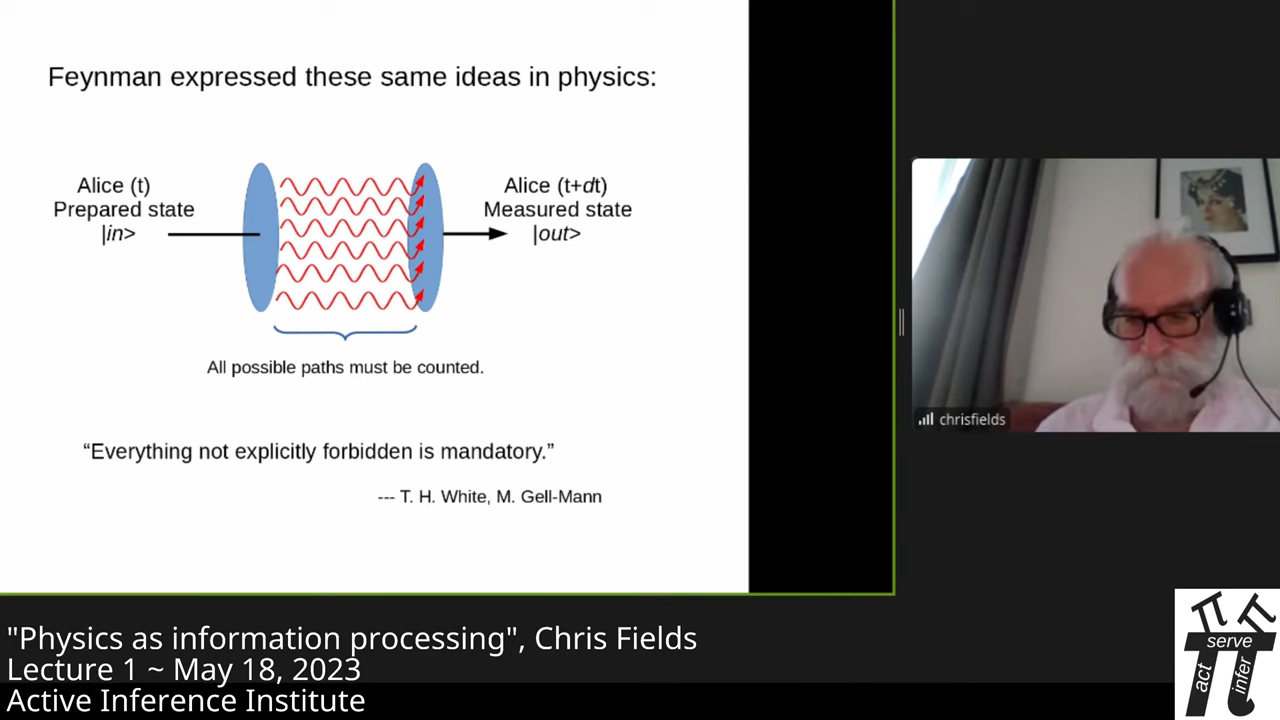 Feynman expressed these same ideas in physics:
Alice (t)
Prepared state
|in>
Alice (t+dt)
Measured state
|out>
All possible paths must be counted.
“Everything not explicitly forbidden is mandatory.”
--- T. H. White, M. Gell-Mann
chrisfields
"Physics as information processing", Chris Fields
Lecture 1 ~ May 18, 2023
Active Inference Institute
serve
act
infer